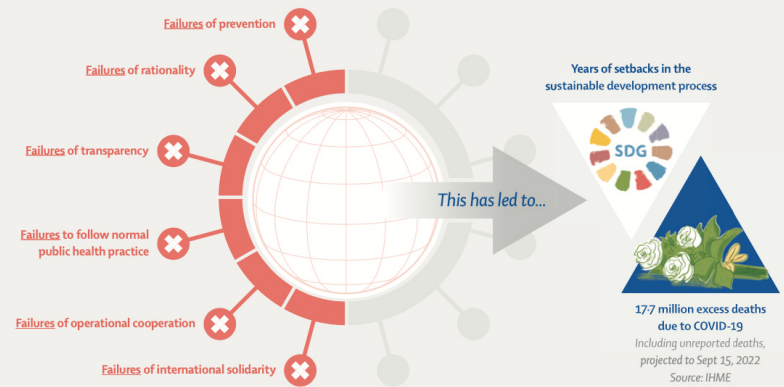 Failures of prevention
Failures of rationality
Failures of transparency
Failures to follow normal
public health practice
Failures of operational cooperation
Failures of international solidarity
This has led to...
Years of setbacks in the
sustainable development process
SDG
17·7 million excess deaths
due to COVID-19
Including unreported deaths,
projected to Sept 15, 2022
Source: IHME